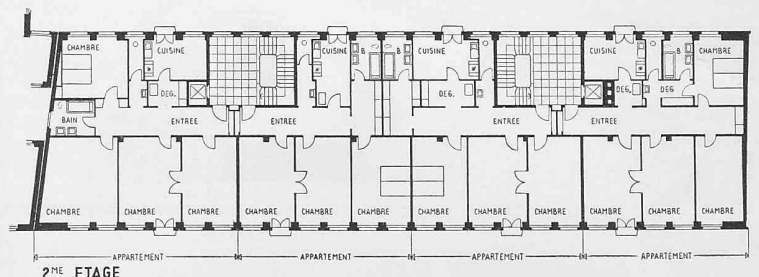 CHAMBRE CUISINE CUISINE B B CUISINE CUISINE B CHAMBRE
DEG. DEG. DEG. DEG
BAIN ENTREE ENTREE ENTREE ENTREE
CHAMBRE CHAMBRE CHAMBRE CHAMBRE CHAMBRE CHAMBRE CHAMBRE CHAMBRE CHAMBRE CHAMBRE CHAMBRE CHAMBRE
APPARTEMENT APPARTEMENT APPARTEMENT APPARTEMENT
2ME ETAGE